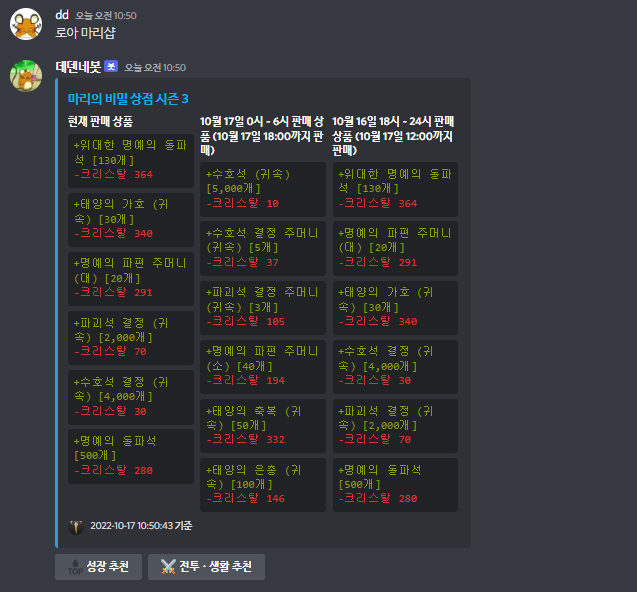 dd 오늘 오전 10:50
로아 마리샵
데덴네봇 봇 오늘 오전 10:50
마리의 비밀 상점 시즌 3
현재 판매 상품
+위대한 명예의 돌파
석 [130개]
-크리스탈 364
+태양의 가호 (귀
속) [30개]
-크리스탈 340
+명예의 파편 주머니
(대) [20개]
-크리스탈 291
+파괴석 결정 (귀
속) [2,000개]
-크리스탈 70
+수호석 결정 (귀
속) [4,000개]
-크리스탈 30
+명예의 돌파석
[500개]
-크리스탈 280
10월 17일 0시 - 6시 판매 상
품 (10월 17일 18:00까지 판
매)
+수호석 (귀속)
[5,000개]
-크리스탈 10
+수호석 결정 주머니
(귀속) [5개]
-크리스탈 37
+파괴석 결정 주머니
(귀속) [3개]
-크리스탈 105
+명예의 파편 주머니
(소) [40개]
-크리스탈 194
+태양의 축복 (귀
속) [50개]
-크리스탈 332
+태양의 은총 (귀
속) [100개]
-크리스탈 146
10월 16일 18시 - 24시 판매
상품 (10월 17일 12:00까지
판매)
+위대한 명예의 돌파
석 [130개]
-크리스탈 364
+명예의 파편 주머니
(대) [20개]
-크리스탈 291
+태양의 가호 (귀
속) [30개]
-크리스탈 340
+수호석 결정 (귀
속) [4,000개]
-크리스탈 30
+파괴석 결정 (귀
속) [2,000개]
-크리스탈 70
+명예의 돌파석
[500개]
-크리스탈 280
2022-10-17 10:50:43 기준
TOP 성장 추천
전투 · 생활 추천